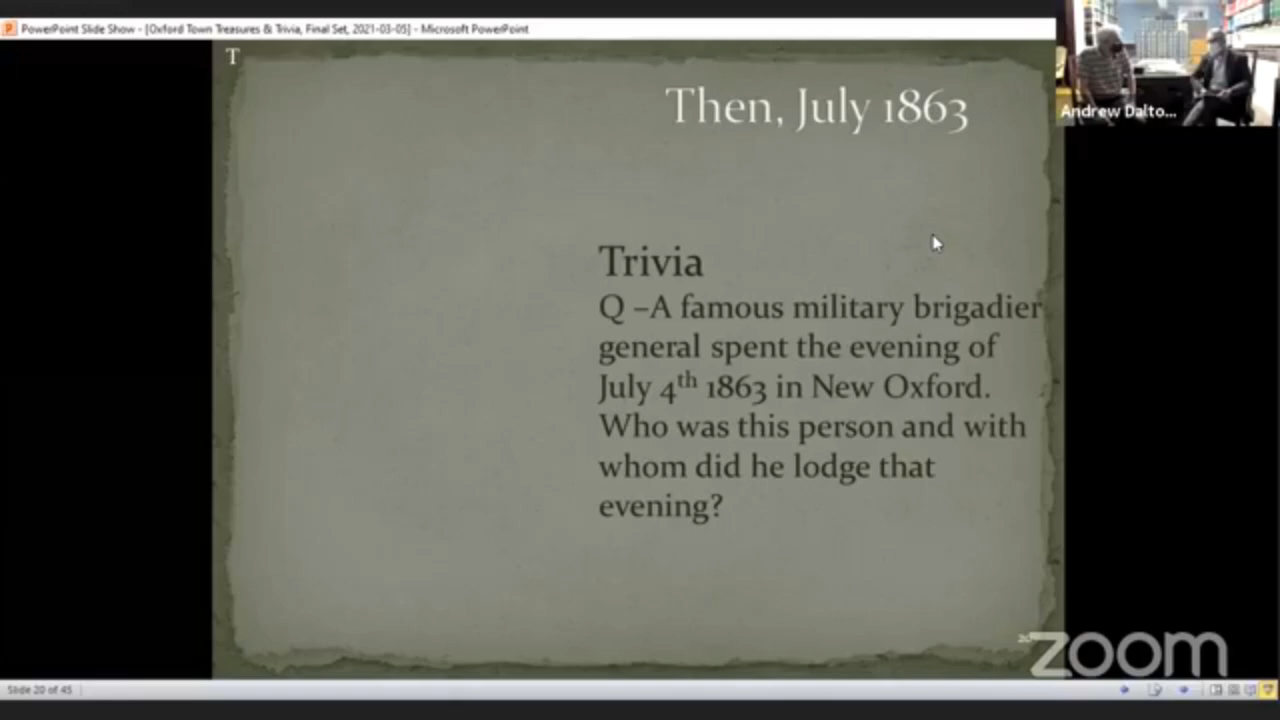 PowerPoint Slide Show - [Oxford Town Treasures & Trivia, Final Set, 2021-03-05] - Microsoft PowerPoint
T
Then, July 1863
Andrew Dalto...
Trivia
Q –A famous military brigadier
general spent the evening of
July 4th 1863 in New Oxford.
Who was this person and with
whom did he lodge that
evening?
20
zoom
Slide 20 of 45